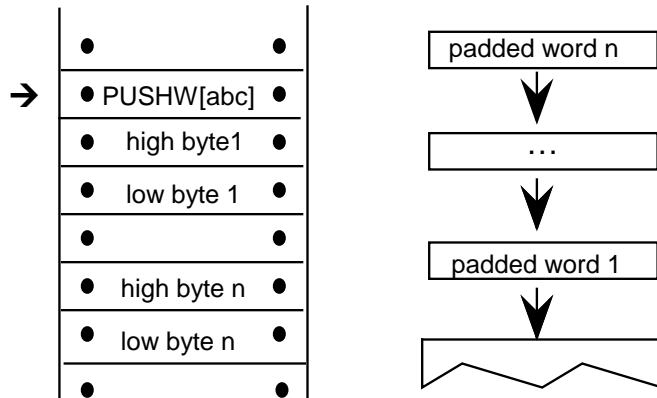 PUSHW[abc]
high byte1
low byte 1
high byte n
low byte n
padded word n
...
padded word 1